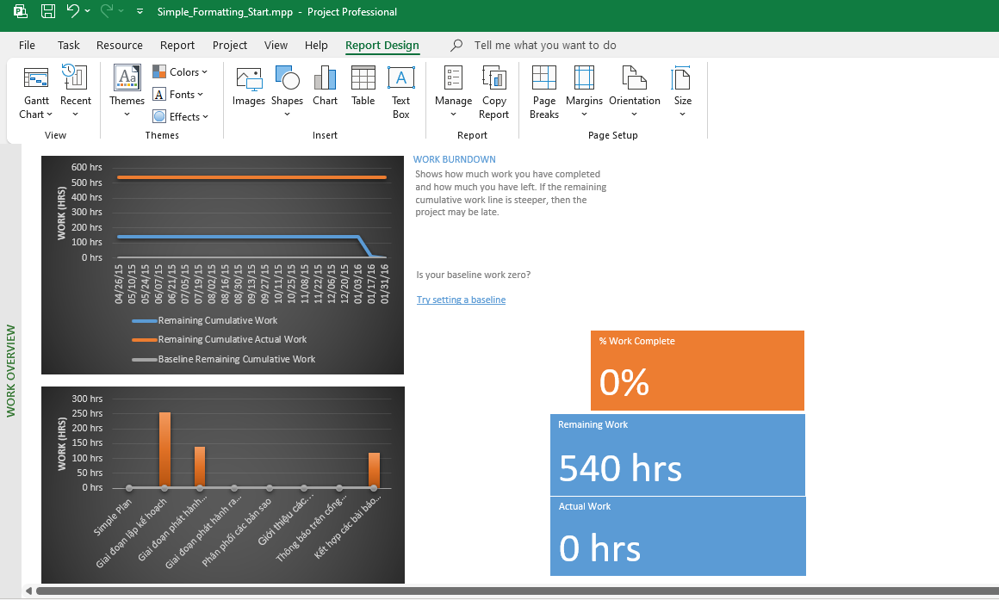 Simple_Formatting_Start.mpp - Project Professional
File Task Resource Report Project View Help Report Design Tell me what you want to do
Gantt Chart
Recent
View
Themes
Colors
Fonts
Effects
Themes
Images
Shapes
Chart
Table
Text Box
Insert
Manage
Copy Report
Report
Page Breaks
Margins
Orientation
Size
Page Setup
WORK OVERVIEW
WORK (HRS)
600 hrs
500 hrs
400 hrs
300 hrs
200 hrs
100 hrs
0 hrs
04/26/15
05/10/15
05/24/15
06/07/15
06/21/15
07/05/15
07/19/15
08/02/15
08/16/15
08/30/15
09/13/15
09/27/15
10/11/15
10/25/15
11/08/15
11/22/15
12/06/15
12/20/15
01/03/16
01/17/16
01/31/16
Remaining Cumulative Work
Remaining Cumulative Actual Work
Baseline Remaining Cumulative Work
WORK BURNDOWN
Shows how much work you have completed
and how much you have left. If the remaining
cumulative work line is steeper, then the
project may be late.
Is your baseline work zero?
Try setting a baseline
% Work Complete
0%
Remaining Work
540 hrs
Actual Work
0 hrs
WORK (HRS)
300 hrs
250 hrs
200 hrs
150 hrs
100 hrs
50 hrs
0 hrs
Simple Plan
Giai đoạn lập kế hoạch
Giai đoạn phát hành...
Giai đoạn phát hành ra...
Phân phối các bản sao
Giới thiệu các...
Thông báo trên cổng...
Kết hợp các bài báo...